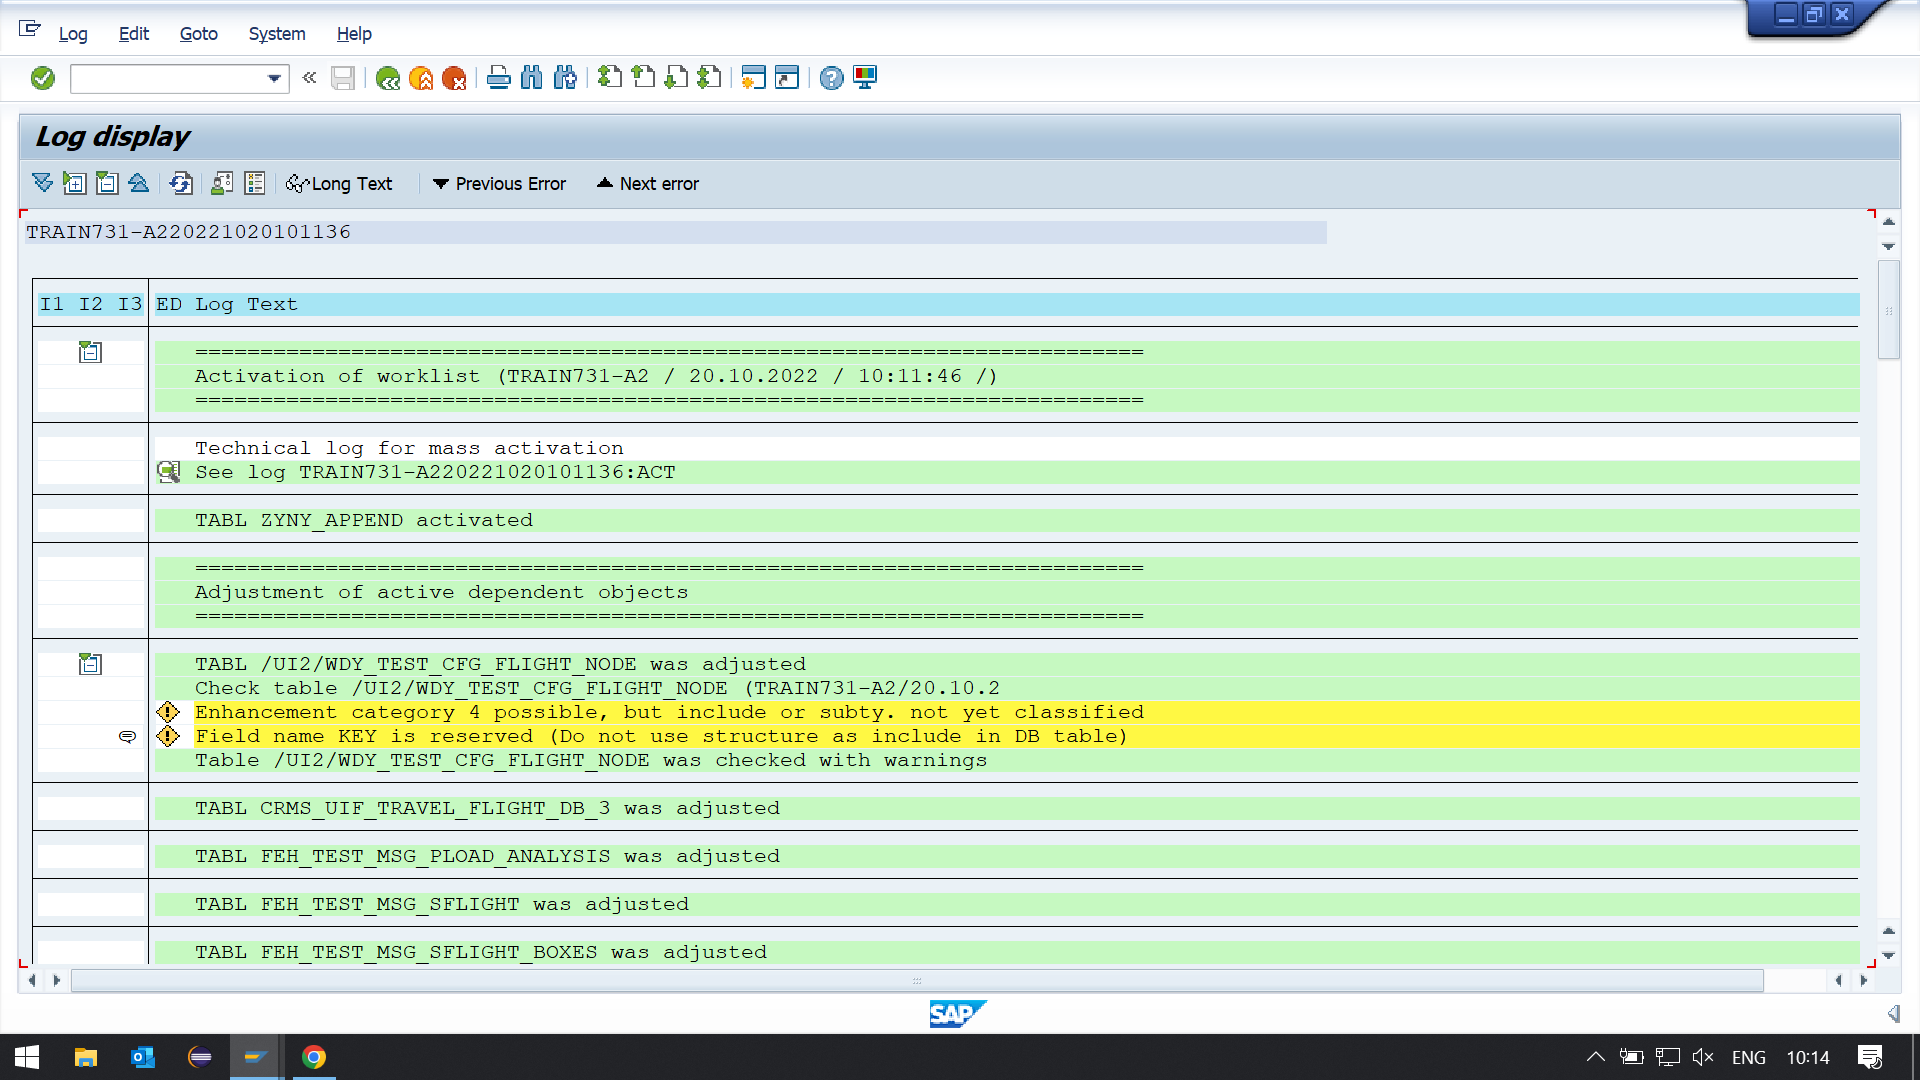 Log Edit Goto System Help
Log display
Long Text Previous Error Next error
TRAIN731-A220221020101136
I1 I2 I3 ED Log Text
========================================================================= 
Activation of worklist (TRAIN731-A2 / 20.10.2022 / 10:11:46 /)
=========================================================================
Technical log for mass activation
See log TRAIN731-A220221020101136:ACT
TABL ZYNY_APPEND activated
=========================================================================
Adjustment of active dependent objects
=========================================================================
TABL /UI2/WDY_TEST_CFG_FLIGHT_NODE was adjusted
Check table /UI2/WDY_TEST_CFG_FLIGHT_NODE (TRAIN731-A2/20.10.2
Enhancement category 4 possible, but include or subty. not yet classified
Field name KEY is reserved (Do not use structure as include in DB table)
Table /UI2/WDY_TEST_CFG_FLIGHT_NODE was checked with warnings
TABL CRMS_UIF_TRAVEL_FLIGHT_DB_3 was adjusted
TABL FEH_TEST_MSG_PLOAD_ANALYSIS was adjusted
TABL FEH_TEST_MSG_SFLIGHT was adjusted
TABL FEH_TEST_MSG_SFLIGHT_BOXES was adjusted
SAP
ENG 10:14